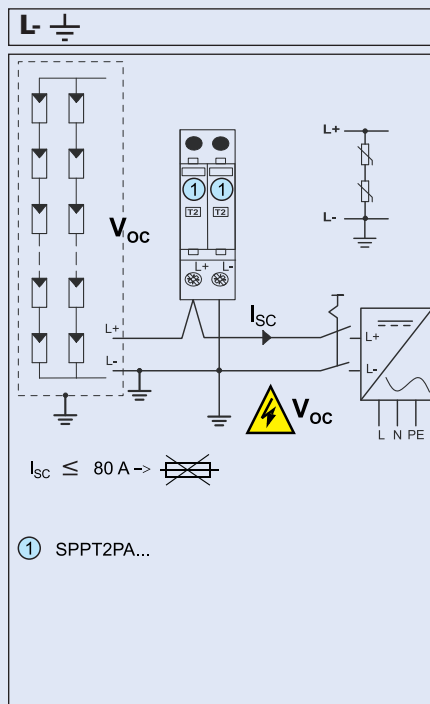 L-
L+
L-
1 1
T2 T2
L+ L-
VOC
ISC
L+
L-
L+
L-
VOC
L N PE
ISC ≤ 80 A ->
1 SPPT2PA...